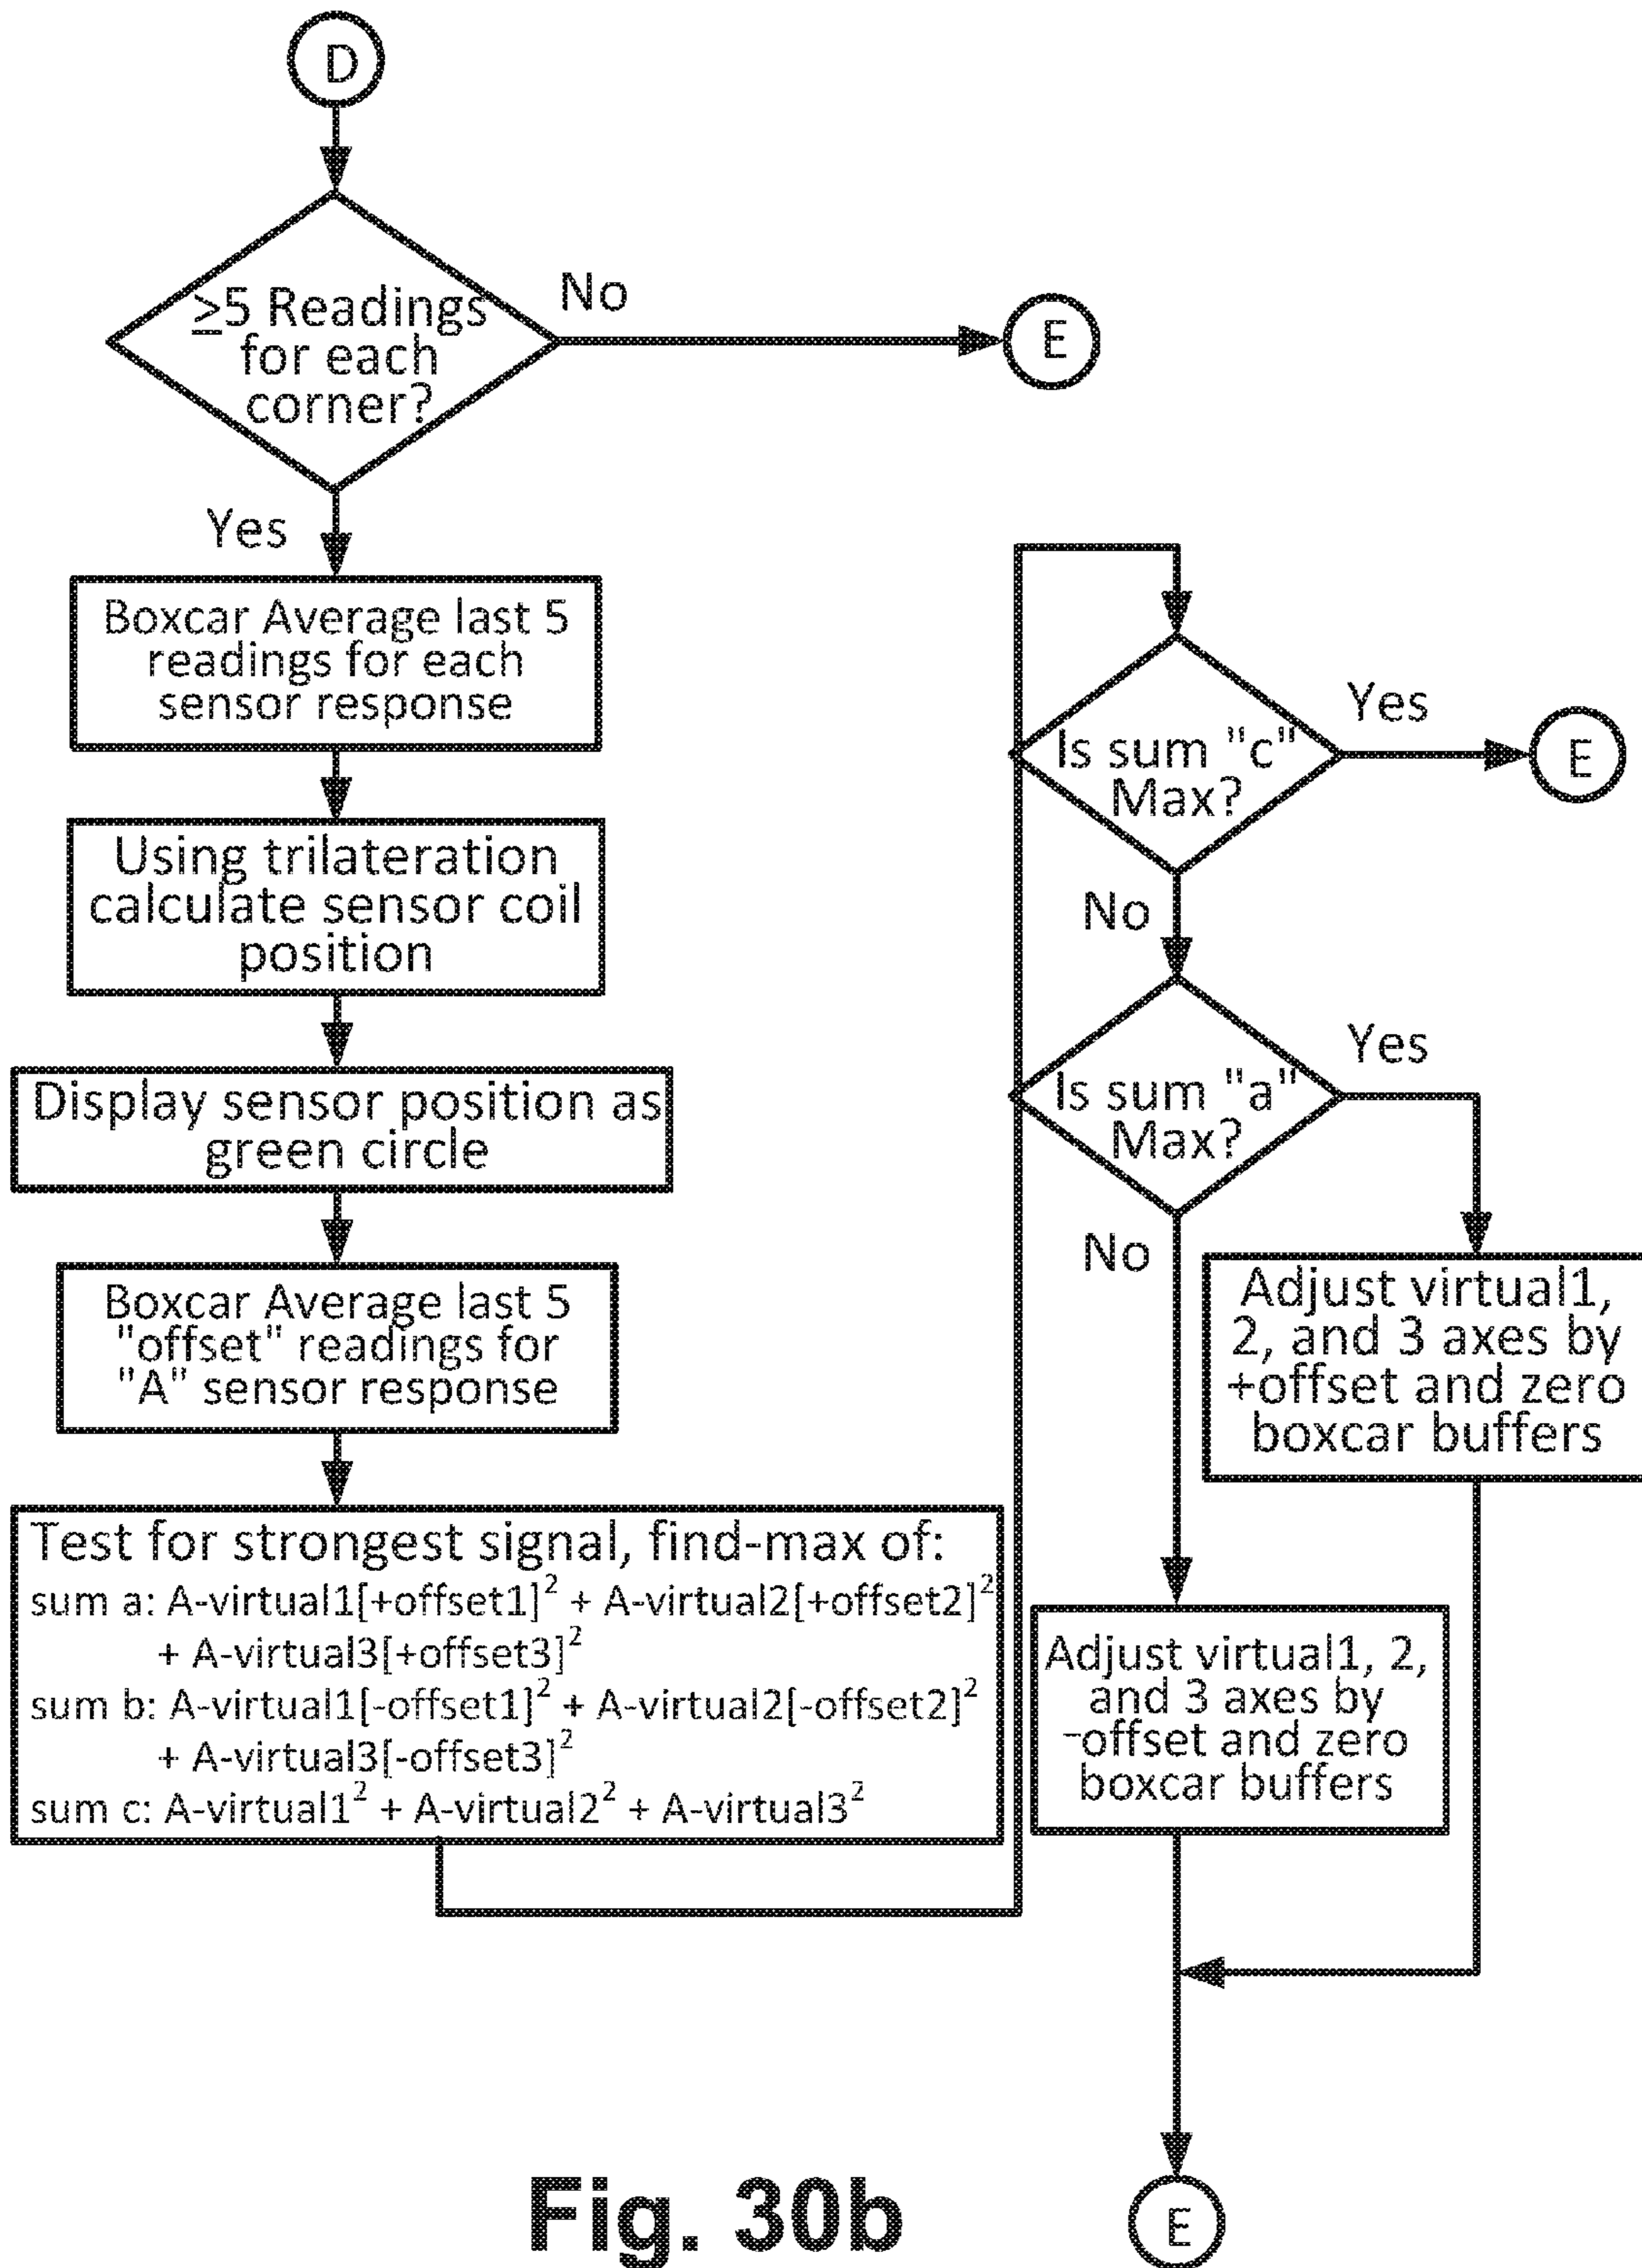 D
≥5 Readings
for each
corner?
No
E
Yes
Boxcar Average last 5
readings for each
sensor response
Using trilateration
calculate sensor coil
position
Display sensor position as
green circle
Boxcar Average last 5
"offset" readings for
"A" sensor response
Test for strongest signal, find-max of:
sum a: A-virtual1[+offset1]² + A-virtual2[+offset2]²
+ A-virtual3[+offset3]²
sum b: A-virtual1[-offset1]² + A-virtual2[-offset2]²
+ A-virtual3[-offset3]²
sum c: A-virtual1² + A-virtual2² + A-virtual3²
Is sum "c"
Max?
Yes
E
No
Is sum "a"
Max?
Yes
No
Adjust virtual1,
2, and 3 axes by
+offset and zero
boxcar buffers
Adjust virtual1, 2,
and 3 axes by
-offset and zero
boxcar buffers
E
Fig. 30b